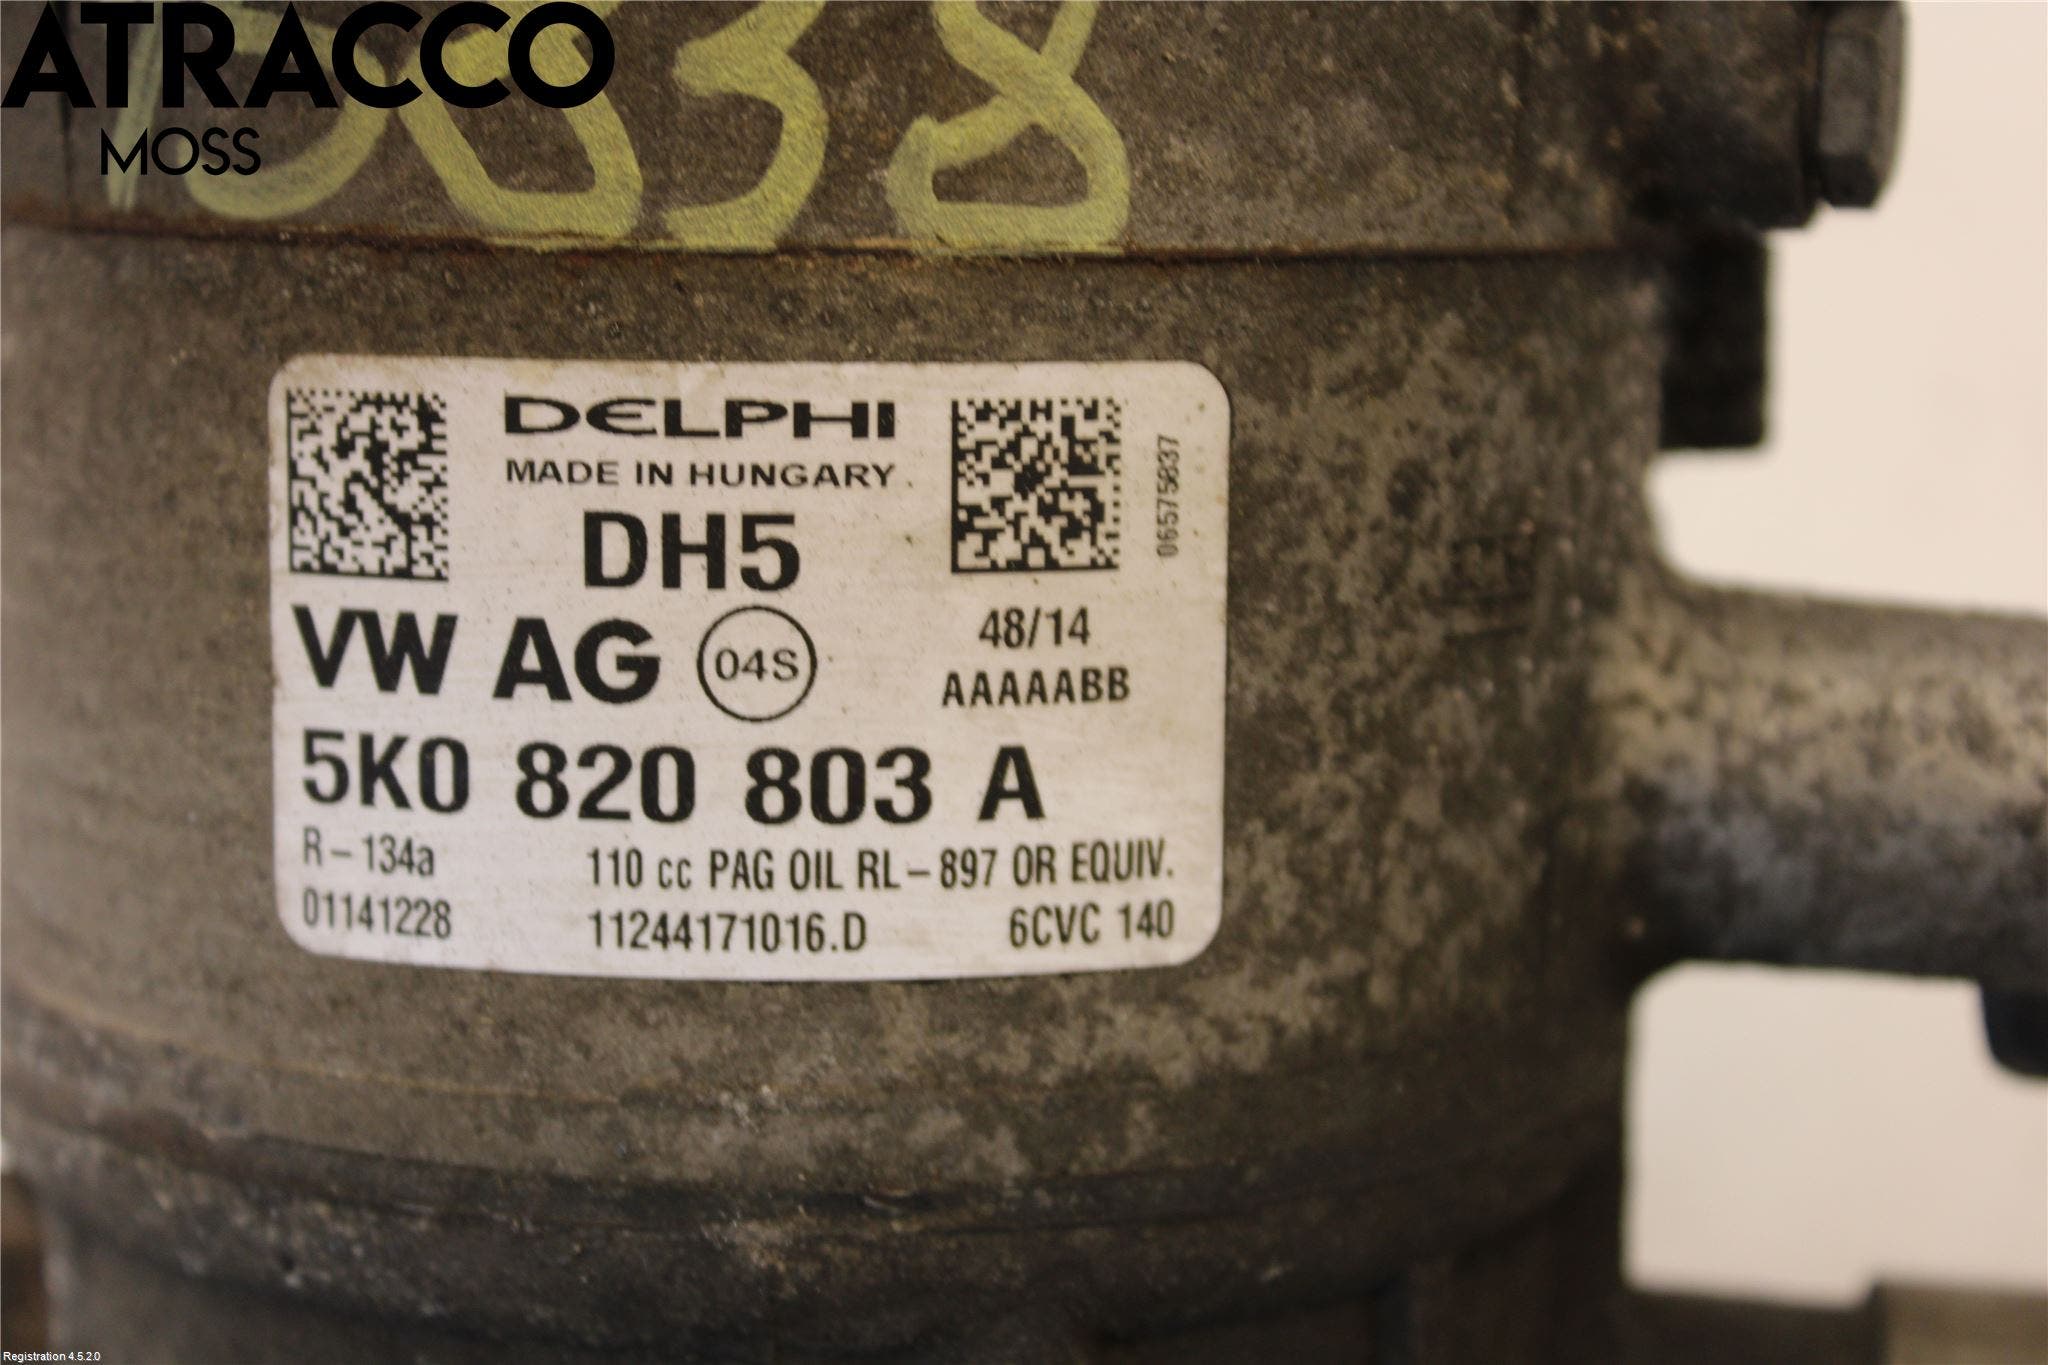 ATRACCO
MOSS
DELPHI
MADE IN HUNGARY
DH5
0657575837
VW AG 04S
48/14
AAAAABB
5K0 820 803 A
R-134a
110 cc PAG OIL RL-897 OR EQUIV.
01141228
11244171016.D
6CVC 140
Registration 4.5.2.0